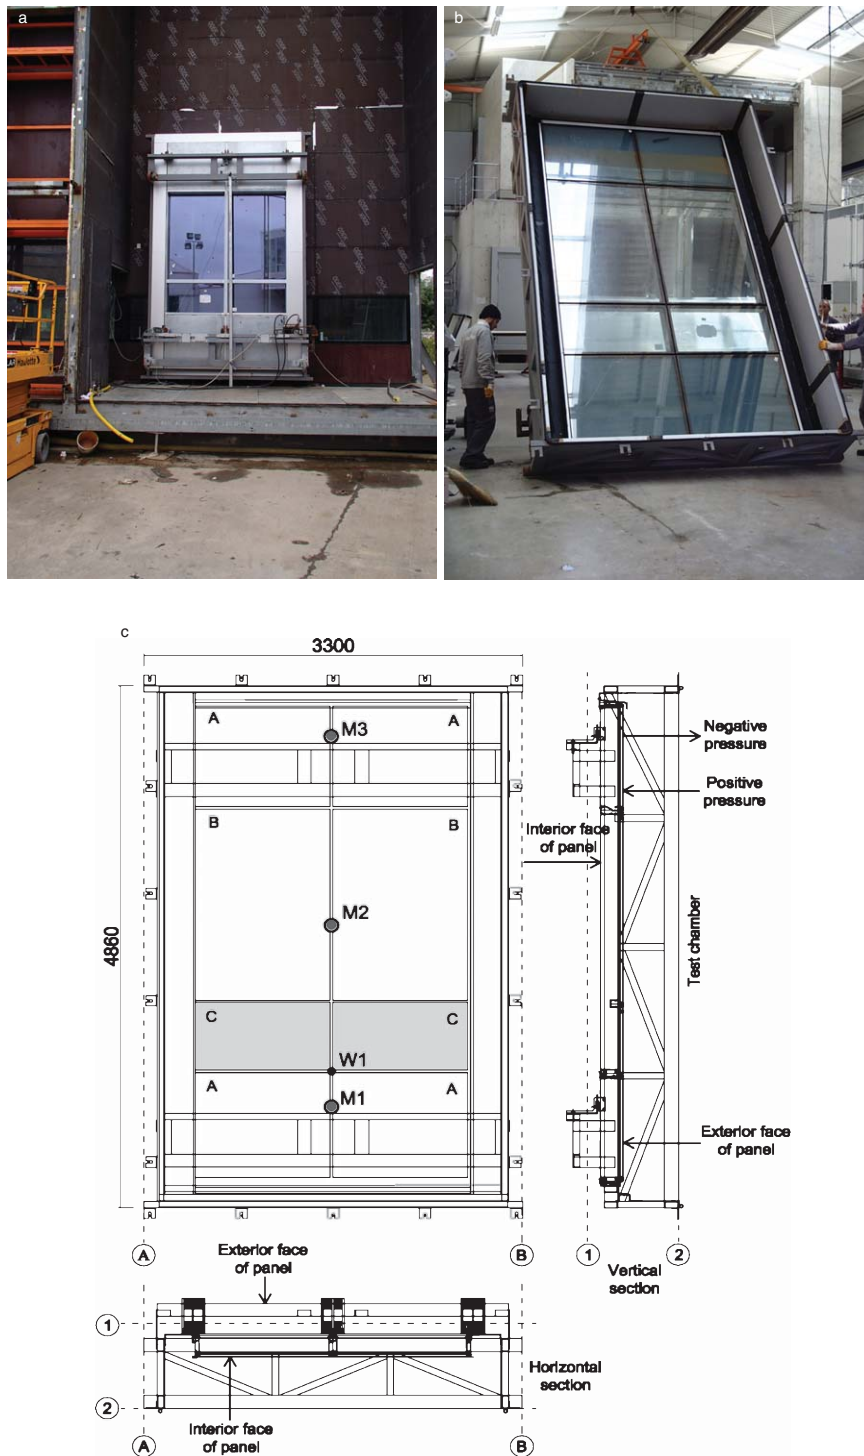 a
b
Haulotte
c
3300
A
A
M3
Negative
pressure
Positive
pressure
B
B
Interior face
of panel
M2
4860
Test chamber
C
C
W1
A
A
M1
Exterior face
of panel
A
B
1
2
Exterior face
of panel
Vertical
section
1
Horizontal
section
2
Interior face
of panel
A
B